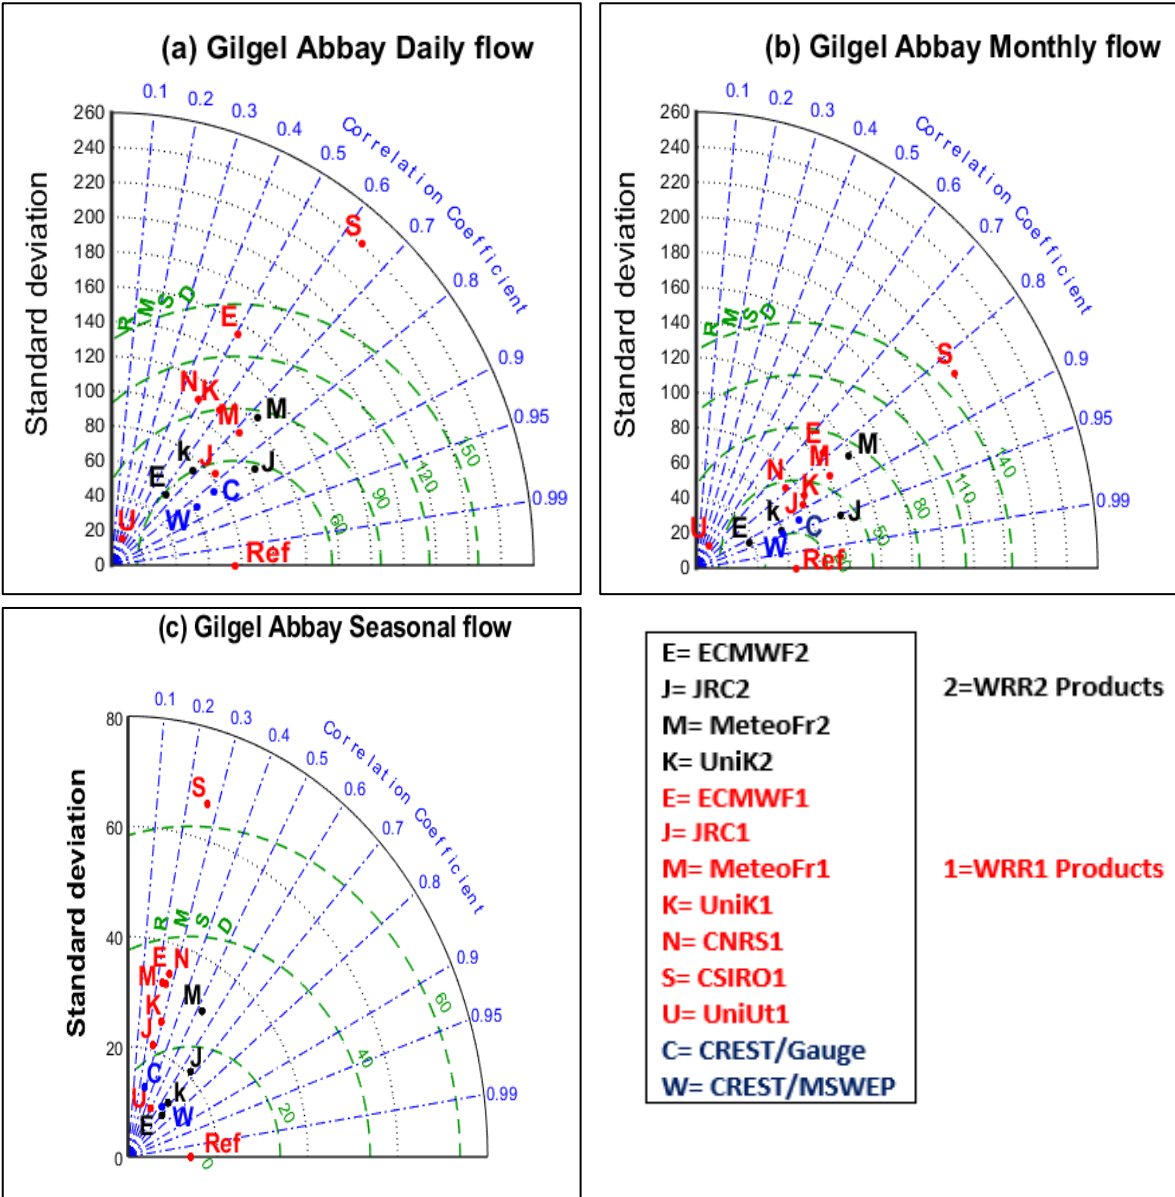 (a) Gilgel Abbay Daily flow
Standard deviation
260
240
220
200
180
160
140
120
100
80
60
40
20
0
0.1
0.2
0.3
0.4
0.5
0.6
0.7
0.8
0.9
0.95
0.99
Correlation Coefficient
RMSD
60
90
120
150
S
E
N
K
M
M
k
J
J
E
C
W
U
Ref
(b) Gilgel Abbay Monthly flow
Standard deviation
260
240
220
200
180
160
140
120
100
80
60
40
20
0
0.1
0.2
0.3
0.4
0.5
0.6
0.7
0.8
0.9
0.95
0.99
Correlation Coefficient
RMSD
50
80
110
140
S
E
M
M
N
K
J
k
J
C
U
E
W
Ref
(c) Gilgel Abbay Seasonal flow
Standard deviation
80
60
40
20
0
0.1
0.2
0.3
0.4
0.5
0.6
0.7
0.8
0.9
0.95
0.99
Correlation Coefficient
RMSD
0
20
40
60
S
E
N
M
M
K
J
J
C
U
k
W
E
Ref
E= ECMWF2
J= JRC2
M= MeteoFr2
K= UniK2
E= ECMWF1
J= JRC1
M= MeteoFr1
K= UniK1
N= CNRS1
S= CSIRO1
U= UniUt1
C= CREST/Gauge
W= CREST/MSWEP
2=WRR2 Products
1=WRR1 Products